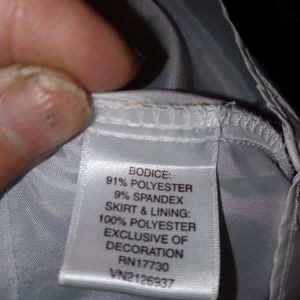 BODICE:
91% POLYESTER
9% SPANDEX
SKIRT & LINING:
100% POLYESTER
EXCLUSIVE OF
DECORATION
RN17730
VN2126937